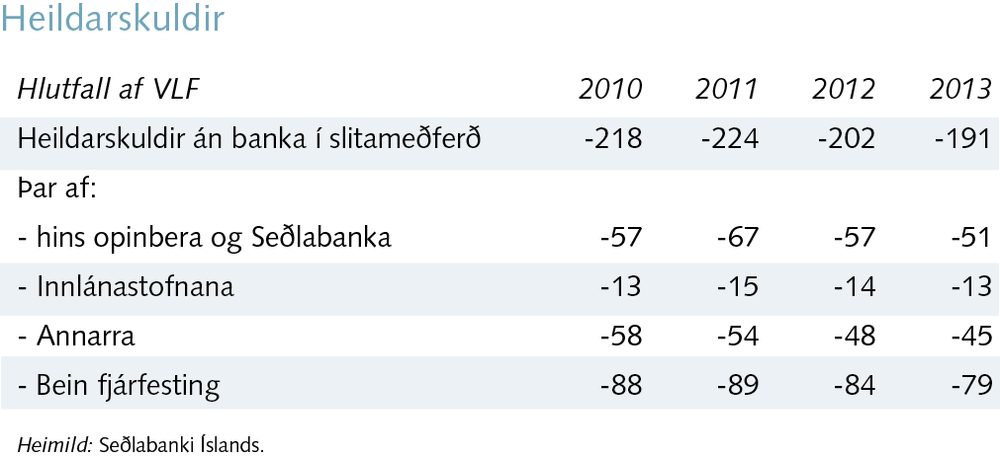 Heildarskuldir
Hlutfall af VLF 2010 2011 2012 2013
Heildarskuldir án banka í slitameðferð -218 -224 -202 -191
Þar af:
- hins opinbera og Seðlabanka -57 -67 -57 -51
- Innlánastofnana -13 -15 -14 -13
- Annarra -58 -54 -48 -45
- Bein fjárfesting -88 -89 -84 -79
Heimild: Seðlabanki Íslands.